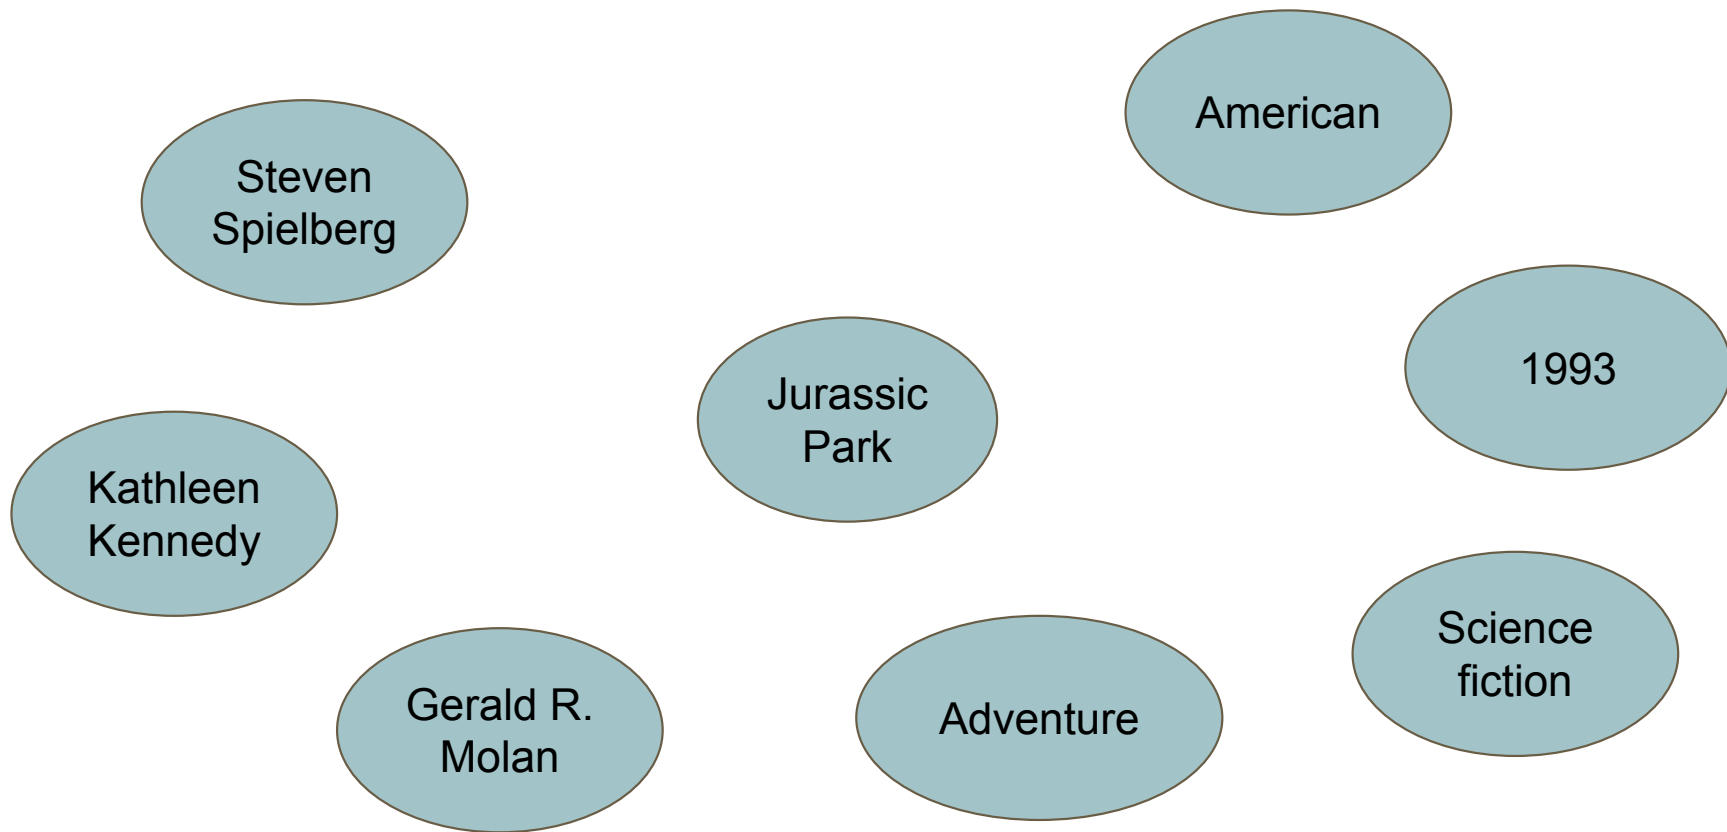 American
Steven
Spielberg
1993
Jurassic
Park
Kathleen
Kennedy
Science
fiction
Gerald R.
Molan
Adventure